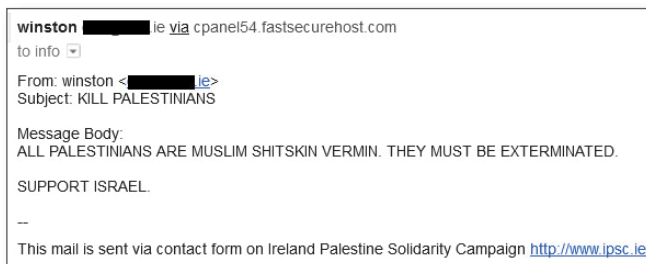 winston .ie via cpanel54.fastsecurehost.com
to info
From: winston < .ie>
Subject: KILL PALESTINIANS
Message Body:
ALL PALESTINIANS ARE MUSLIM SHITSKIN VERMIN. THEY MUST BE EXTERMINATED.
SUPPORT ISRAEL.
--
This mail is sent via contact form on Ireland Palestine Solidarity Campaign http://www.ipsc.ie